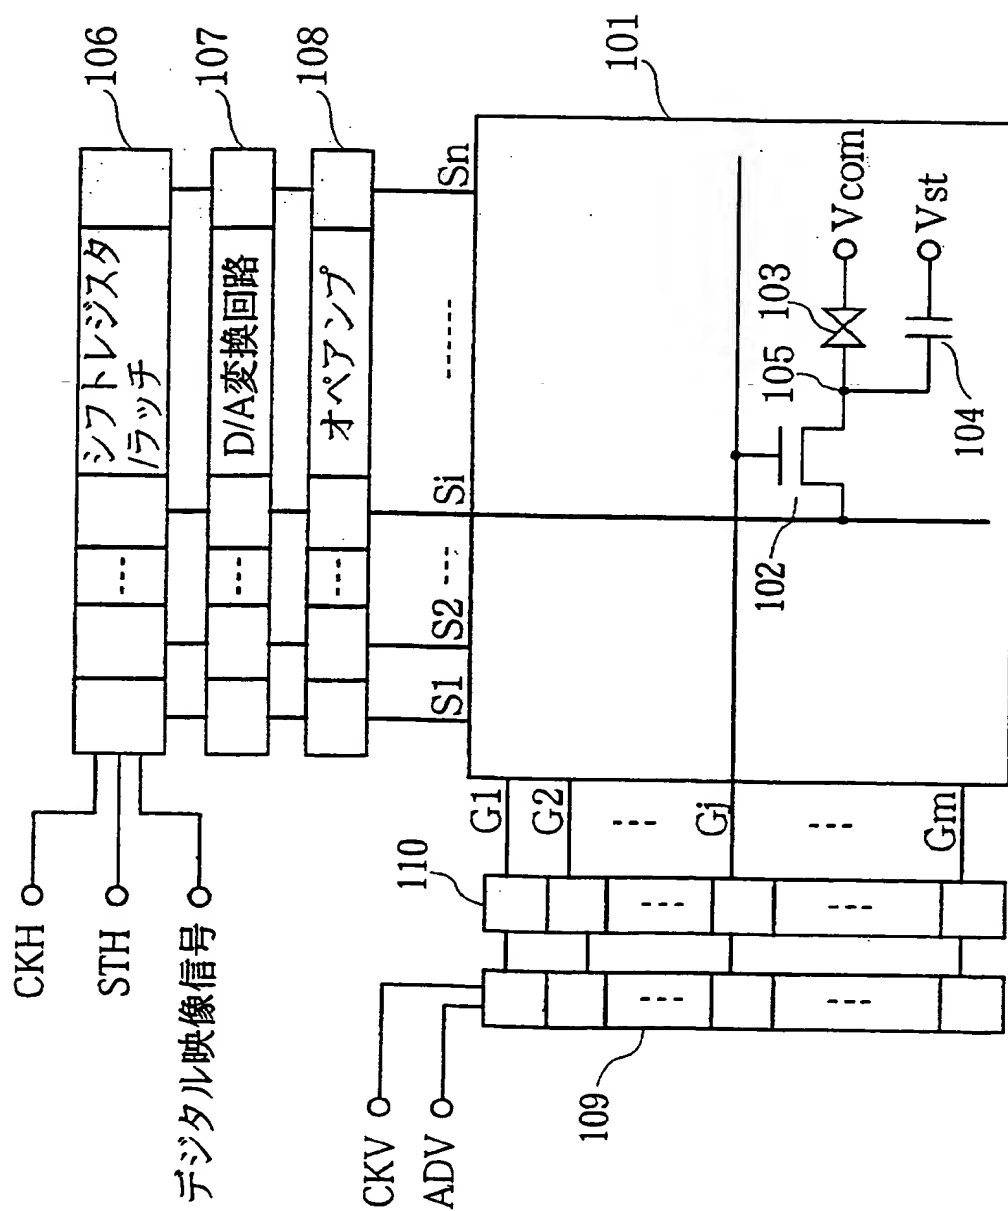 CKH
STH
デジタル映像信号
シフトレジスタ
/ラッチ
---
106
D/A変換回路
---
107
オペアンプ
---
108
S1
S2
---
Si
------
Sn
101
CKV
ADV
109
110
G1
G2
---
Gj
---
Gm
---
---
---
---
102
105
103
Vcom
104
Vst